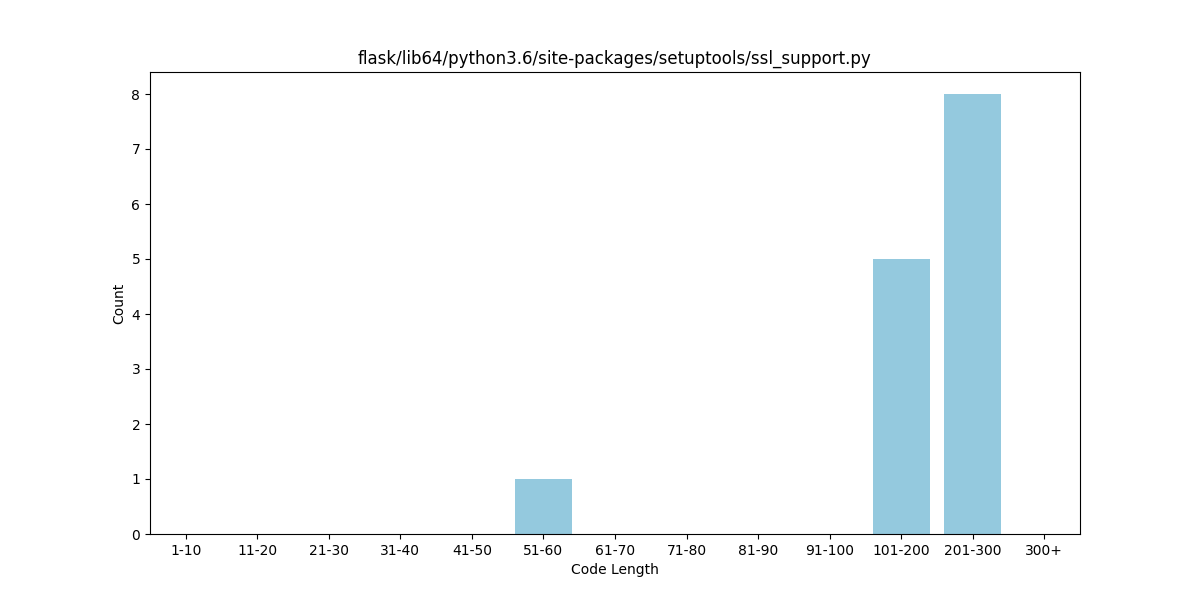 flask/lib64/python3.6/site-packages/setuptools/ssl_support.py
8
7
6
5
4
3
2
1
0
Count
1-10 11-20 21-30 31-40 41-50 51-60 61-70 71-80 81-90 91-100 101-200 201-300 300+
Code Length